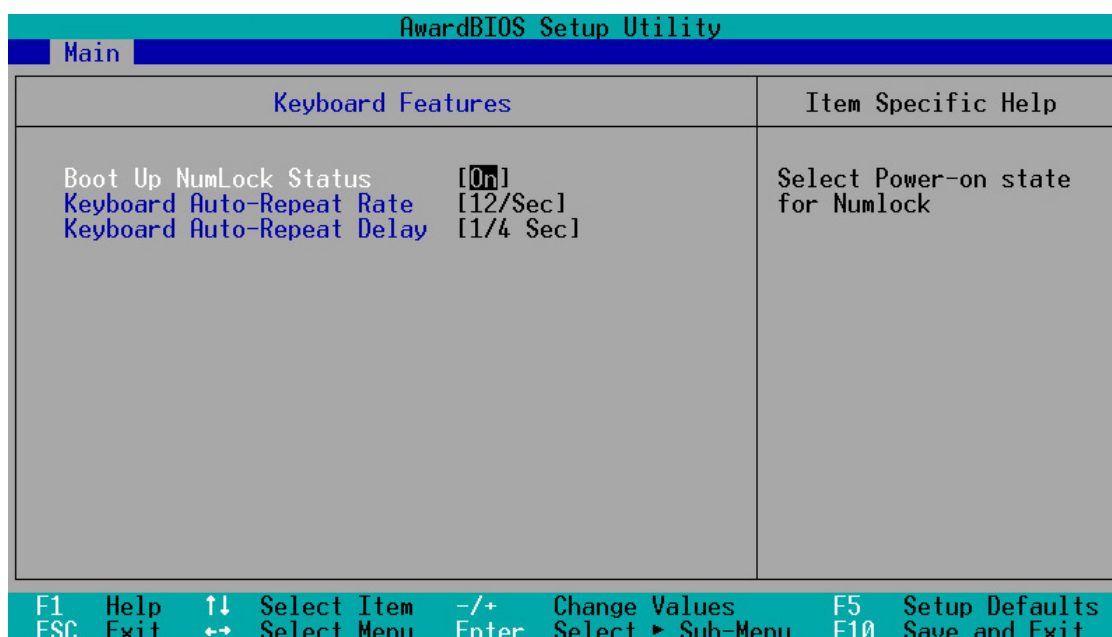 AwardBIOS Setup Utility
Main
Keyboard Features
Item Specific Help
Boot Up NumLock Status [On]
Keyboard Auto-Repeat Rate [12/Sec]
Keyboard Auto-Repeat Delay [1/4 Sec]
Select Power-on state
for Numlock
F1 Help ↑↓ Select Item -/+ Change Values F5 Setup Defaults
ESC Exit ←→ Select Menu Enter Select ► Sub-Menu F10 Save and Exit